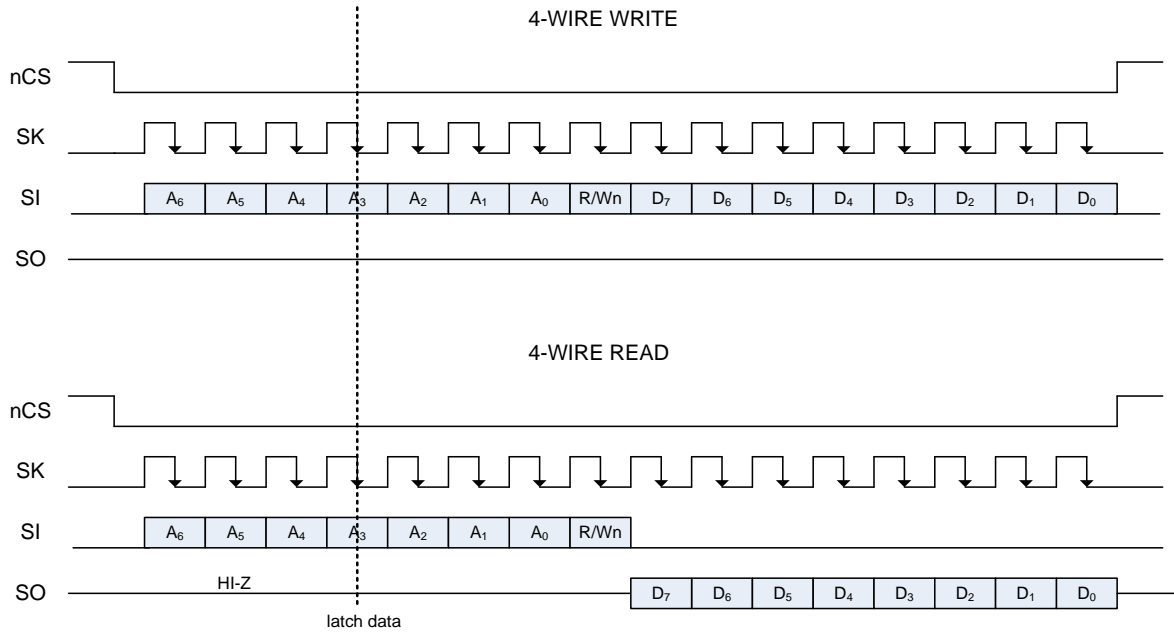 4-WIRE WRITE
nCS
SK
SI A₆ A₅ A₄ A₃ A₂ A₁ A₀ R/Wn D₇ D₆ D₅ D₄ D₃ D₂ D₁ D₀
SO
4-WIRE READ
nCS
SK
SI A₆ A₅ A₄ A₃ A₂ A₁ A₀ R/Wn
SO HI-Z D₇ D₆ D₅ D₄ D₃ D₂ D₁ D₀
latch data